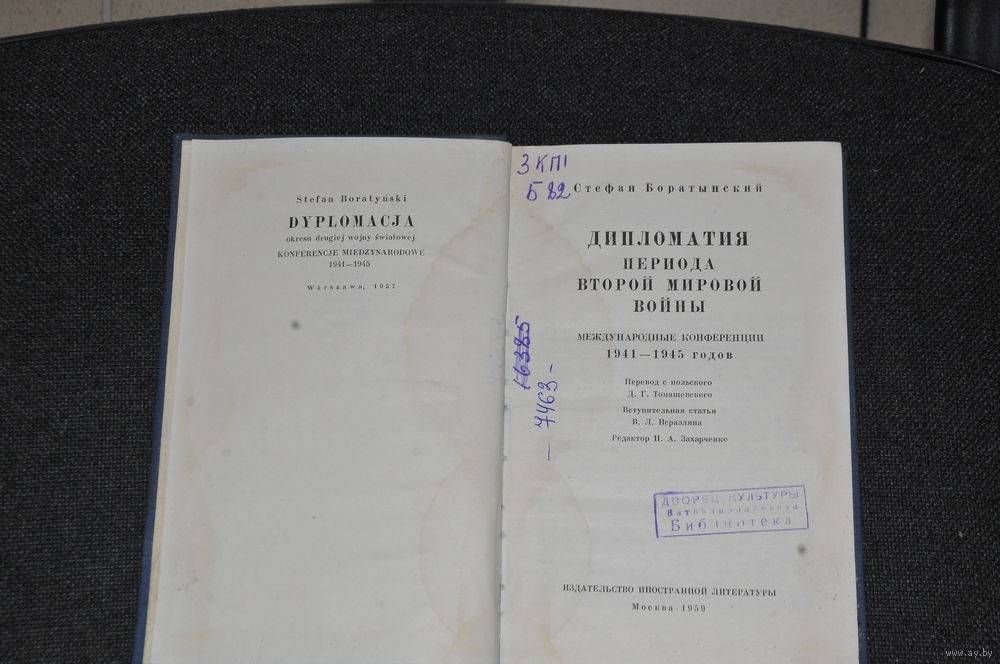 Stefan Boratyński
DYPLOMACJA
okresu drugiej wojny światowej
KONFERENCJE MIEDZYNARODOWE
1941—1945
Warszawa, 1957
3КП1
Б 82
Стефан Боратынский
ДИПЛОМАТИЯ
ПЕРИОДА
ВТОРОЙ МИРОВОЙ
ВОЙНЫ
МЕЖДУНАРОДНЫЕ КОНФЕРЕНЦИИ
1941—1945 годов
Перевод с польского
Д. Г. Томашевского
Вступительная статья
В. Л. Исраэляна
Редактор Н. А. Захарченко
16385
— 7463 —
ДВОРЕЦ КУЛЬТУРЫ
Библиотека
ИЗДАТЕЛЬСТВО ИНОСТРАННОЙ ЛИТЕРАТУРЫ
Москва · 1959
www.ay.by